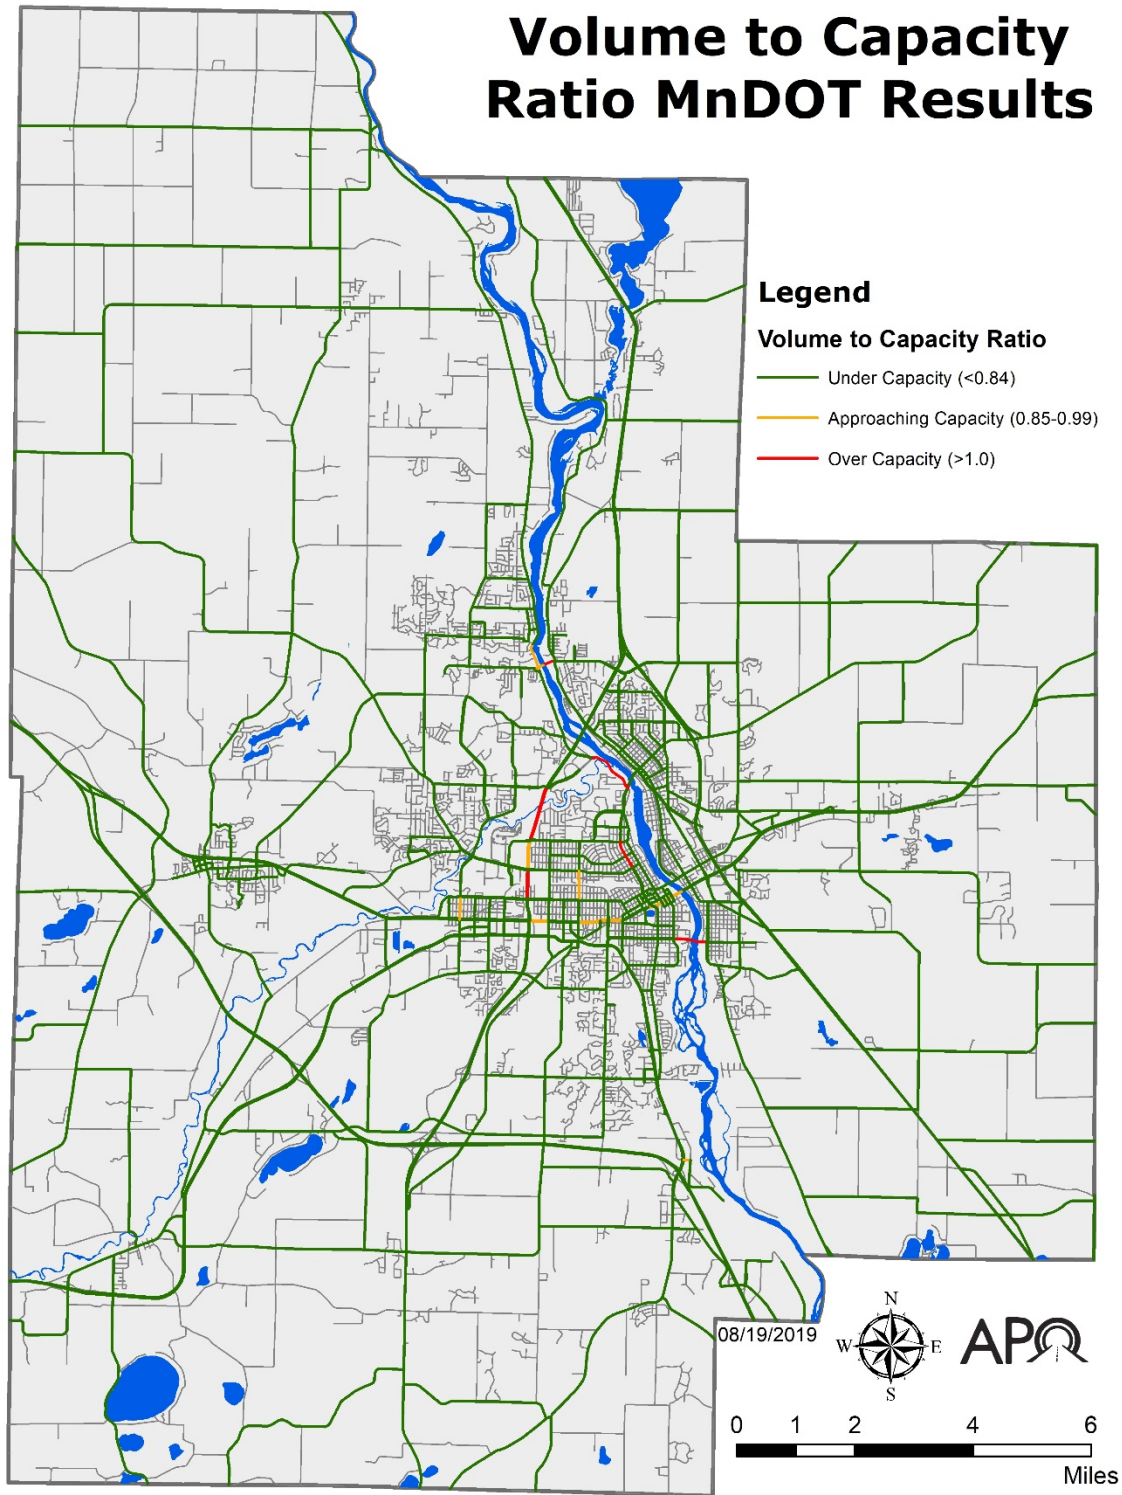 Volume to Capacity
Ratio MnDOT Results
Legend
Volume to Capacity Ratio
Under Capacity (<0.84)
Approaching Capacity (0.85-0.99)
Over Capacity (>1.0)
08/19/2019
N
W
E
S
APO
0 1 2 4 6
Miles